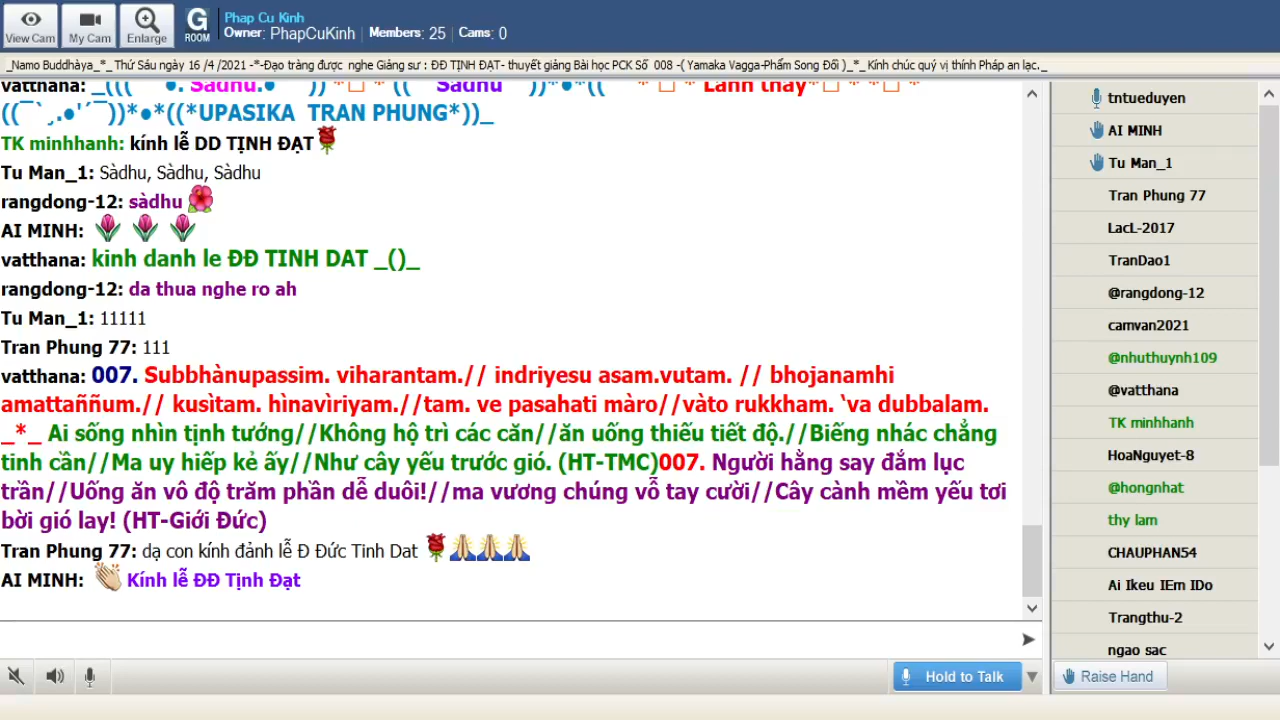 View Cam
My Cam
Enlarge
G
ROOM
Phap Cu Kinh
Owner: PhapCuKinh | Members: 25 | Cams: 0
_Namo Buddhàya_*_ Thứ Sáu ngày 16 /4 /2021 -*-Đạo tràng được nghe Giảng sư : ĐĐ TỊNH ĐẠT- thuyết giảng Bài học PCK Số 008 -( Yamaka Vagga-Phẩm Song Đối )_*_ Kính chúc quý vị thính Pháp an lạc._
vatthana:
((¯`¸.●'´¯))*●*((*UPASIKA TRAN PHUNG*))_
TK minhhanh: kính lễ DD TỊNH ĐẠT
Tu Man_1: Sàdhu, Sàdhu, Sàdhu
rangdong-12: sàdhu
AI MINH:
vatthana: kinh danh le ĐĐ TINH DAT _()_
rangdong-12: da thua nghe ro ah
Tu Man_1: 11111
Tran Phung 77: 111
vatthana: 007. Subbhànupassim. viharantam.// indriyesu asam.vutam. // bhojanamhi
amattaññum.// kusìtam. hìnavìriyam.//tam. ve pasahati màro//vàto rukkham. ‛va dubbalam.
_*_ Ai sống nhìn tịnh tướng//Không hộ trì các căn//ăn uống thiếu tiết độ.//Biếng nhác chẳng
tinh cần//Ma uy hiếp kẻ ấy//Như cây yếu trước gió. (HT-TMC)007. Người hằng say đắm lục
trần//Uống ăn vô độ trăm phần dễ duôi!//ma vương chúng vỗ tay cười//Cây cành mềm yếu tơi
bời gió lay! (HT-Giới Đức)
Tran Phung 77: dạ con kính đảnh lễ Đ Đức Tinh Dat
AI MINH: Kính lễ ĐĐ Tịnh Đạt
Hold to Talk
tntueduyen
AI MINH
Tu Man_1
Tran Phung 77
LacL-2017
TranDao1
@rangdong-12
camvan2021
@nhuthuynh109
@vatthana
TK minhhanh
HoaNguyet-8
@hongnhat
thy lam
CHAUPHAN54
Ai Ikeu IEm IDo
Trangthu-2
ngao sac
Raise Hand